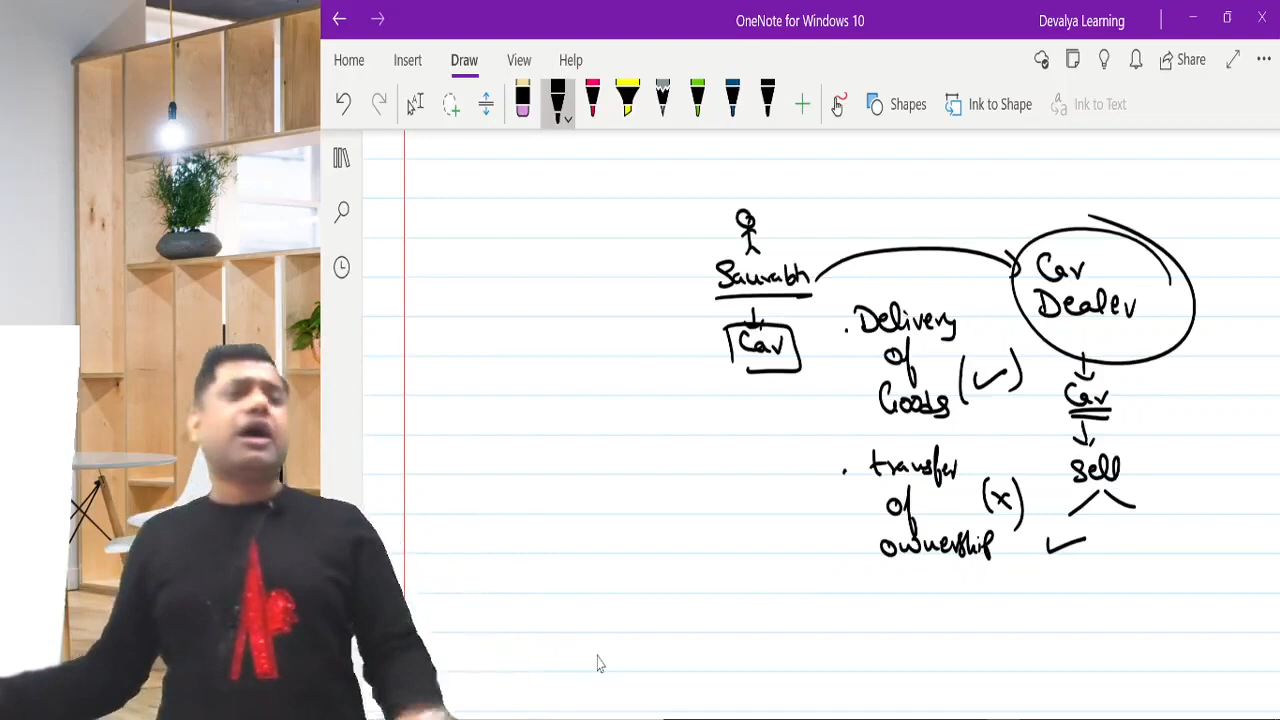 OneNote for Windows 10
Devalya Learning
Home
Insert
Draw
View
Help
Share
Shapes
Ink to Shape
Ink to Text
Saurabh
Car
Car
Dealer
. Delivery
of
Goods (✓)
Car
Sell
. transfer
of (x)
ownership ✓